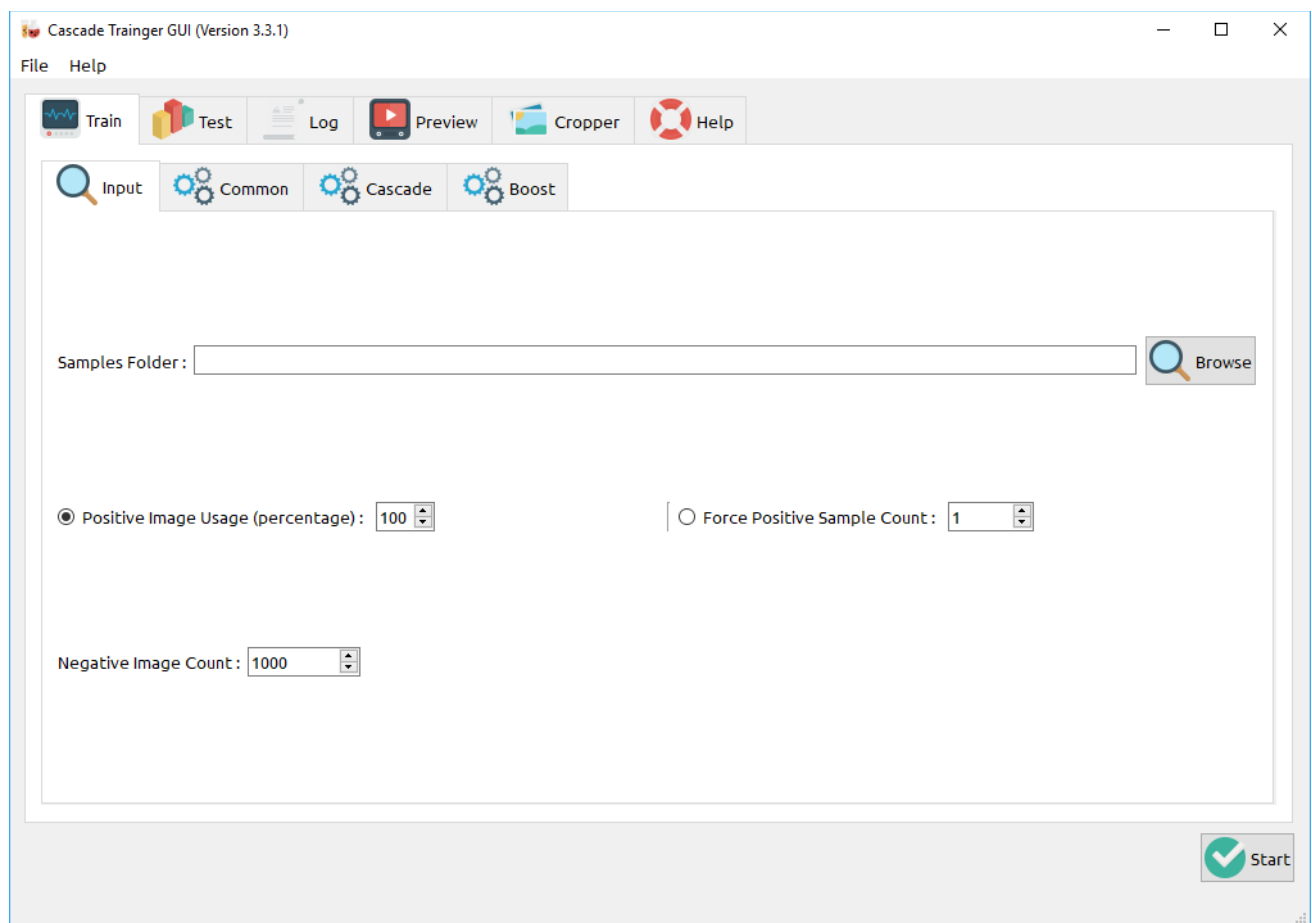 Cascade Trainger GUI (Version 3.3.1)
File Help
Train Test Log Preview Cropper Help
Input Common Cascade Boost
Samples Folder : Browse
Positive Image Usage (percentage) : 100 Force Positive Sample Count : 1
Negative Image Count : 1000
Start